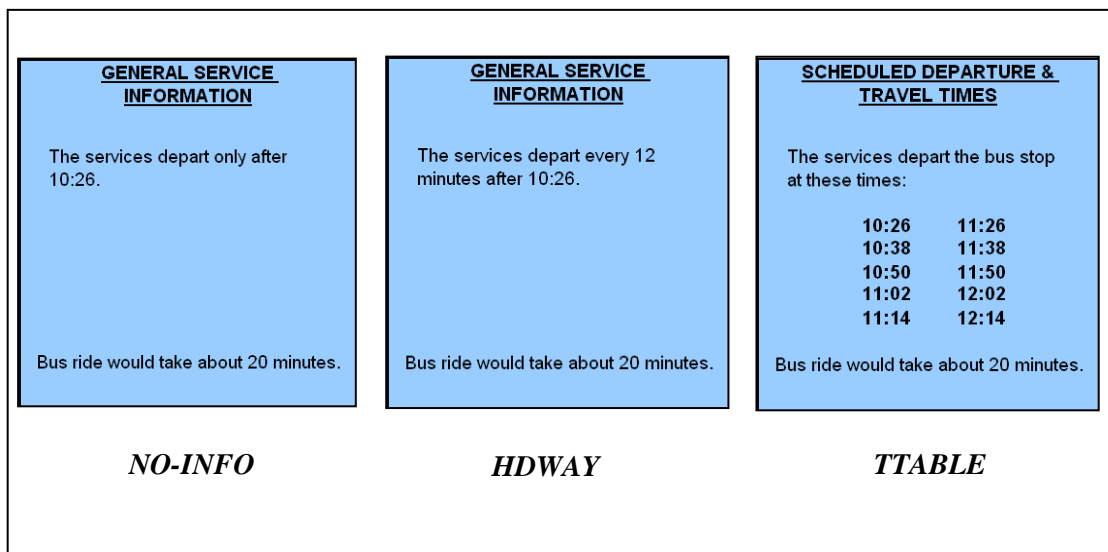 GENERAL SERVICE
INFORMATION
The services depart only after
10:26.
Bus ride would take about 20 minutes.
NO-INFO
GENERAL SERVICE
INFORMATION
The services depart every 12
minutes after 10:26.
Bus ride would take about 20 minutes.
HDWAY
SCHEDULED DEPARTURE &
TRAVEL TIMES
The services depart the bus stop
at these times:
10:26 11:26
10:38 11:38
10:50 11:50
11:02 12:02
11:14 12:14
Bus ride would take about 20 minutes.
TTABLE